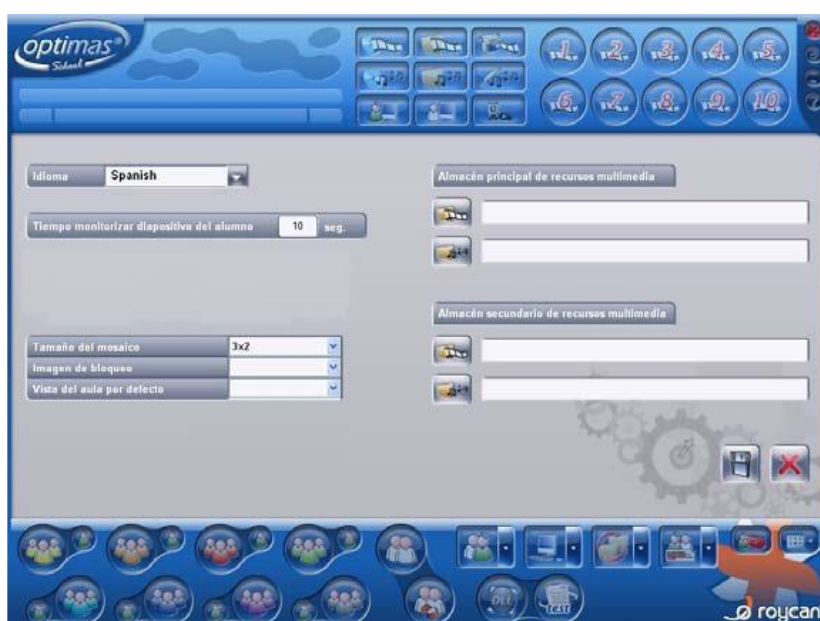 optimas®
School
1 2 3 4 5
6 7 8 9 10
Idioma Spanish
Almacén principal de recursos multimedia
Tiempo monitorizar diapositiva del alumno 10 seg.
Almacén secundario de recursos multimedia
Tamaño del mosaico 3x2
Imagen de bloqueo
Vista del aula por defecto
DLL test
roycan